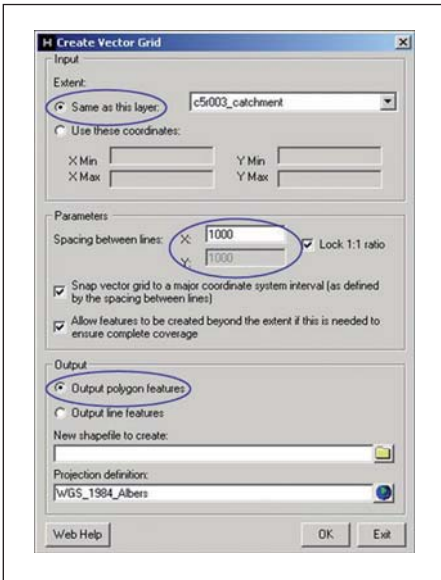 Create Vector Grid
Input
Extent:
Same as this layer: c5r003_catchment
Use these coordinates:
X Min Y Min
X Max Y Max
Parameters
Spacing between lines: X: 1000 Lock 1:1 ratio
Y: 1000
Snap vector grid to a major coordinate system interval (as defined
by the spacing between lines)
Allow features to be created beyond the extent if this is needed to
ensure complete coverage
Output
Output polygon features
Output line features
New shapefile to create:
Projection definition:
WGS_1984_Albers
Web Help OK Exit